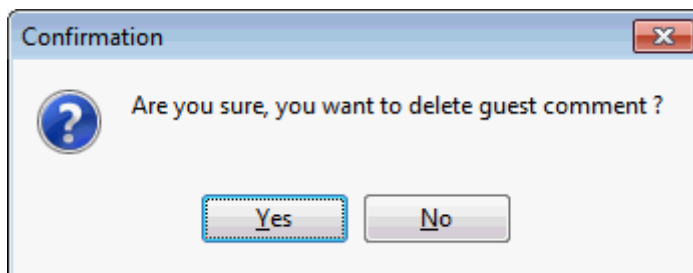 Confirmation
Are you sure, you want to delete guest comment ?
Yes
No